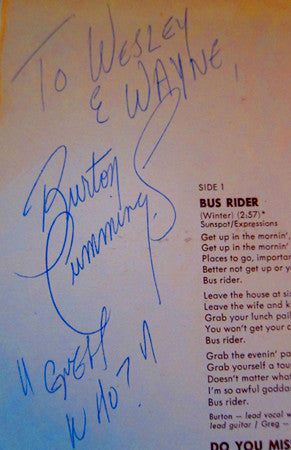 To WESLEY
& WAYNE,
Burton
Cummings
"GUESS
WHO?"
SIDE 1
BUS RIDER
(Winter) (2:57)*
Sunspot/Expressions
Get up in the mornin',
Get up in the mornin'
Places to go, importan
Better not get up or yo
Bus rider.
Leave the house at si
Leave the wife and k
Grab your lunch pail
You won't get your c
Bus rider.
Grab the evenin' pa
Grab yourself a tou
Doesn't matter what
I'm so awful goddam
Bus rider.
Burton – lead vocal w
lead guitar / Greg –
DO YOU MIS